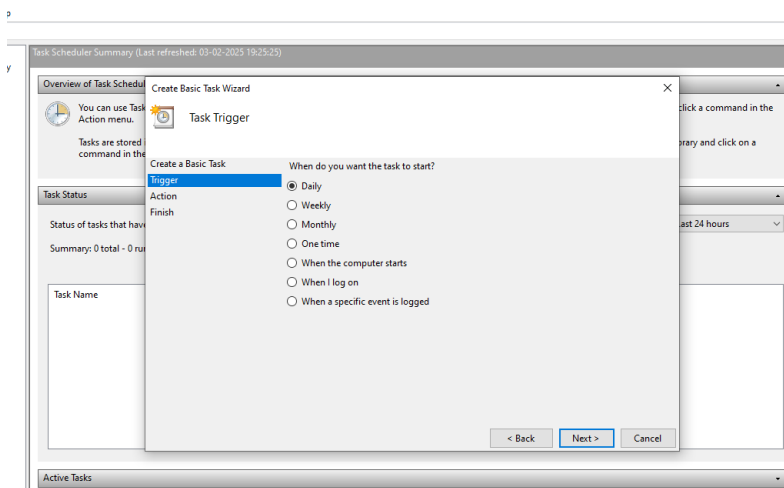 Task Scheduler Summary (Last refreshed: 03-02-2025 19:25:25)
Overview of Task Schedul
You can use Task
click a command in the
Action menu.
Tasks are stored i
rary and click on a
command in the
Task Status
Status of tasks that have
Last 24 hours
Summary: 0 total - 0 ru
Task Name
Active Tasks
Create Basic Task Wizard
Task Trigger
Create a Basic Task
Trigger
Action
Finish
When do you want the task to start?
Daily
Weekly
Monthly
One time
When the computer starts
When I log on
When a specific event is logged
< Back
Next >
Cancel